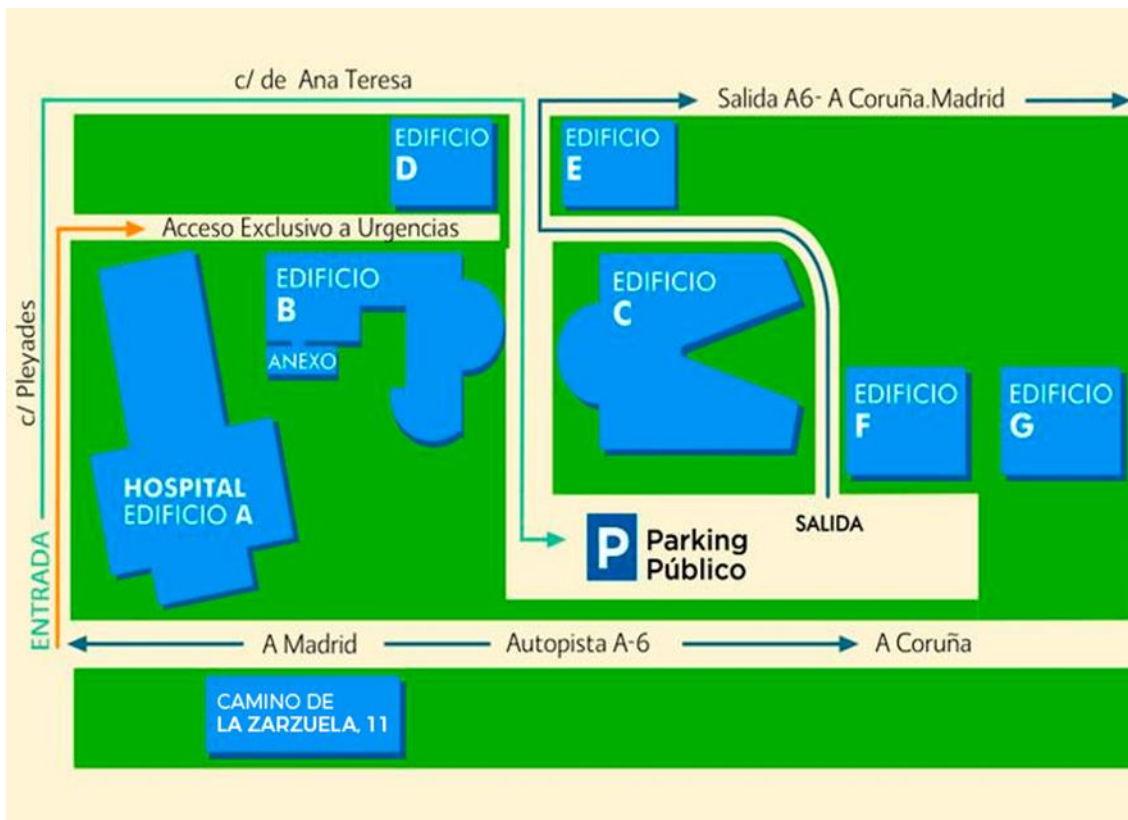 c/ de Ana Teresa
Salida A6- A Coruña.Madrid
EDIFICIO
D
EDIFICIO
E
Acceso Exclusivo a Urgencias
c/ Pleyades
EDIFICIO
B
ANEXO
EDIFICIO
C
EDIFICIO
F
EDIFICIO
G
HOSPITAL
EDIFICIO A
ENTRADA
P
Parking
Público
SALIDA
A Madrid
Autopista A-6
A Coruña
CAMINO DE
LA ZARZUELA, 11